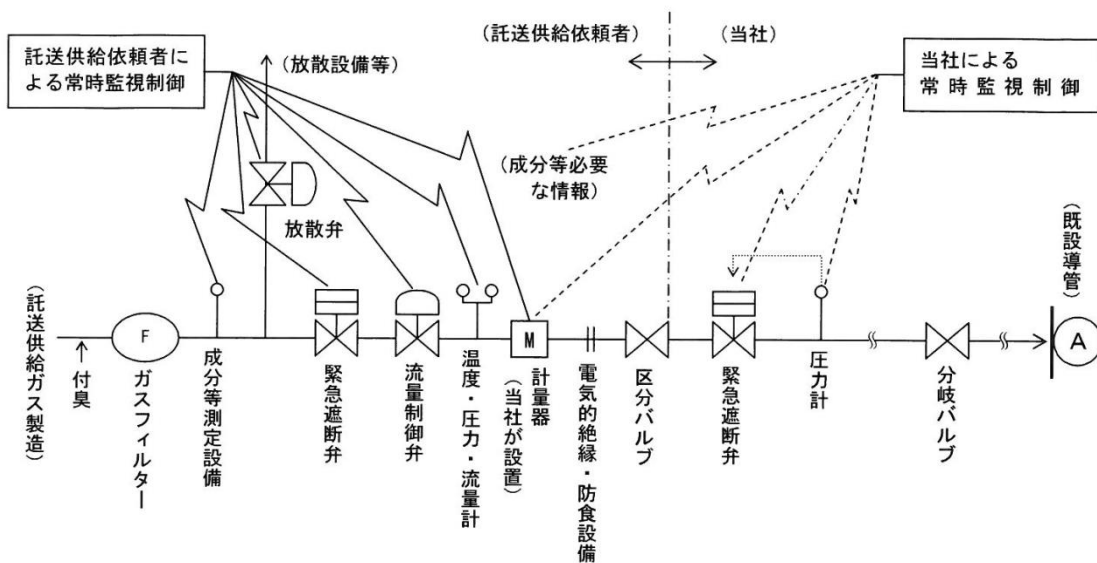 託送供給依頼者に
よる常時監視制御
(放散設備等)
(託送供給依頼者)
(当社)
当社による
常時監視制御
(成分等必要
な情報)
放散弁
(託送供給ガス製造)
付臭
F
ガスフィルター
成分等測定設備
緊急遮断弁
流量制御弁
温度・圧力・流量計
M
計量器
(当社が設置)
電気的絶縁・防食設備
区分バルブ
緊急遮断弁
圧力計
分岐バルブ
(既設導管)
A